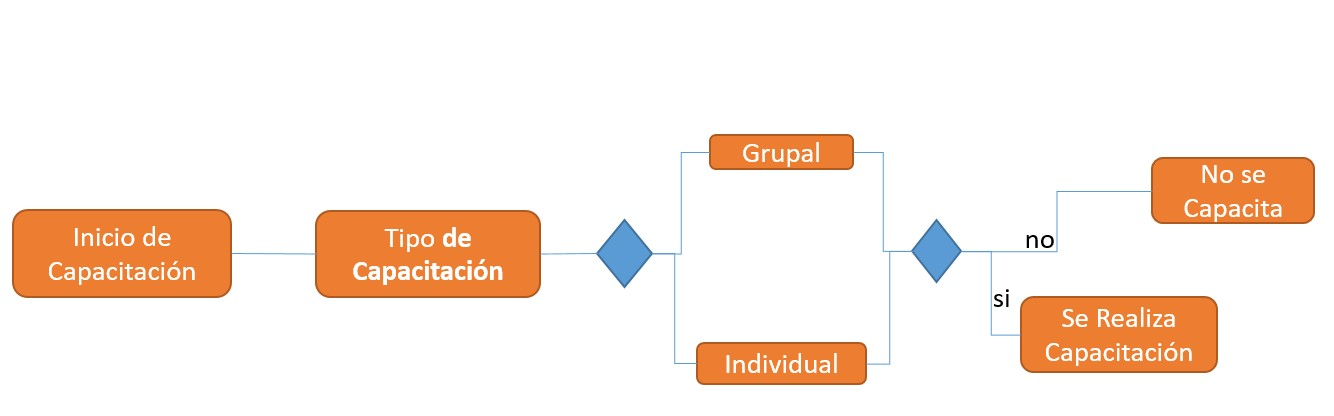 Inicio de
Capacitación
Tipo de
Capacitación
Grupal
Individual
no
si
No se
Capacita
Se Realiza
Capacitación